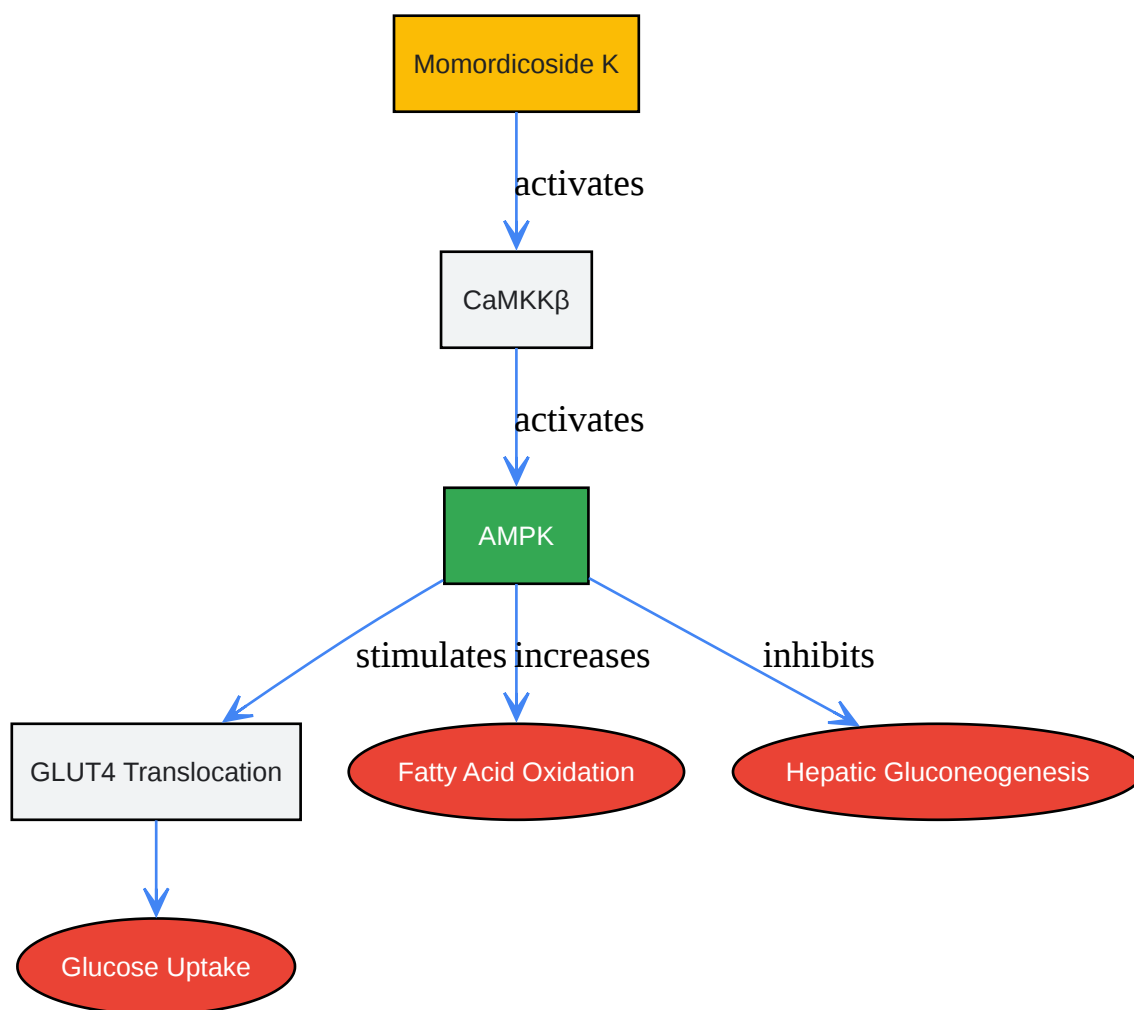 Momordicoside K
activates
CaMKKβ
activates
AMPK
stimulates
increases
inhibits
GLUT4 Translocation
Fatty Acid Oxidation
Hepatic Gluconeogenesis
Glucose Uptake